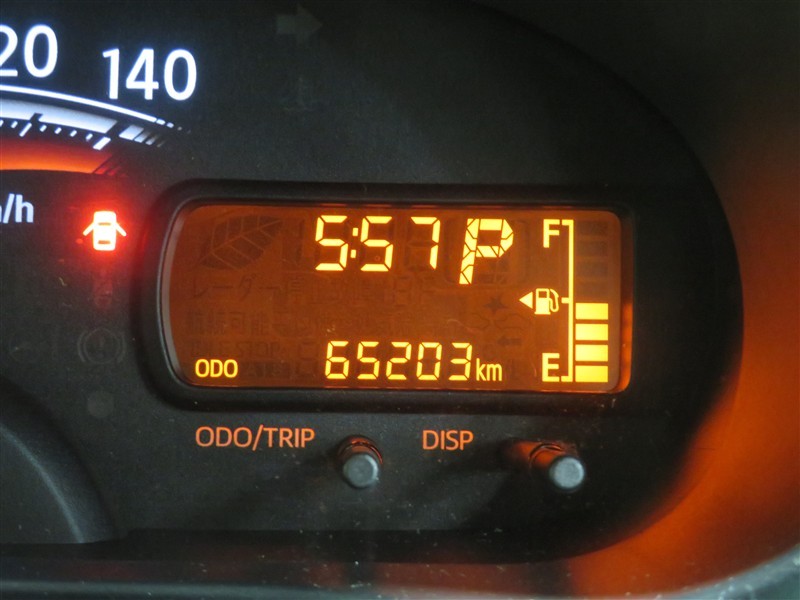 20 140
/h
5:57 P F
ODO 65203 km E
ODO/TRIP DISP